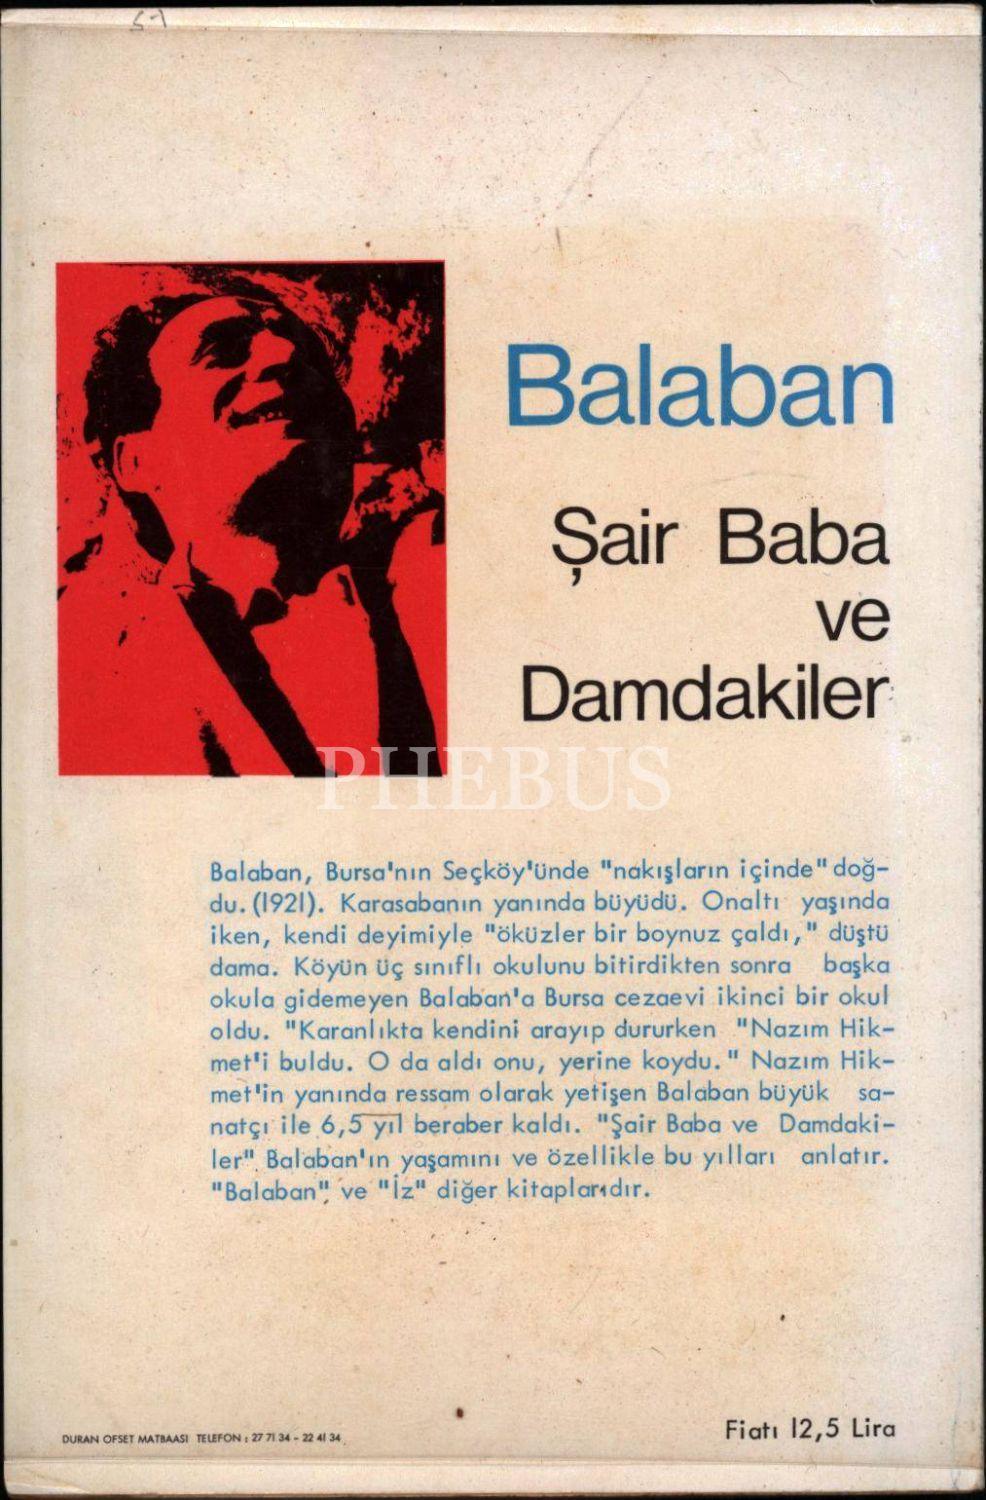 Balaban
Şair Baba
ve
Damdakiler
PHEBUS
Balaban, Bursa'nın Seçköy'ünde "nakışların içinde" doğ-
du. (1921). Karasabanın yanında büyüdü. Onaltı yaşında
iken, kendi deyimiyle "öküzler bir boynuz çaldı," düştü
dama. Köyün üç sınıflı okulunu bitirdikten sonra başka
okula gidemeyen Balaban'a Bursa cezaevi ikinci bir okul
oldu. "Karanlıkta kendini arayıp dururken "Nazım Hik-
met'i buldu. O da aldı onu, yerine koydu." Nazım Hik-
met'in yanında ressam olarak yetişen Balaban büyük sa-
natçı ile 6,5 yıl beraber kaldı. "Şair Baba ve Damdaki-
ler" Balaban'ın yaşamını ve özellikle bu yılları anlatır.
"Balaban", ve "İz" diğer kitaplarıdır.
DURAN OFSET MATBAASI TELEFON : 27 71 34 - 22 41 34
Fiatı 12,5 Lira